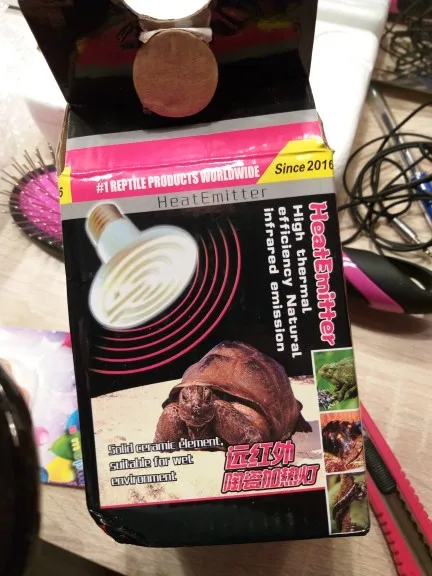 #1 REPTILE PRODUCTS WORLDWIDE
Since 2016
HeatEmitter
HeatEmitter
High thermal
efficiency Natural
infrared emission
Solid ceramic element,
suitable for wet
environment
远红外
陶瓷加热灯